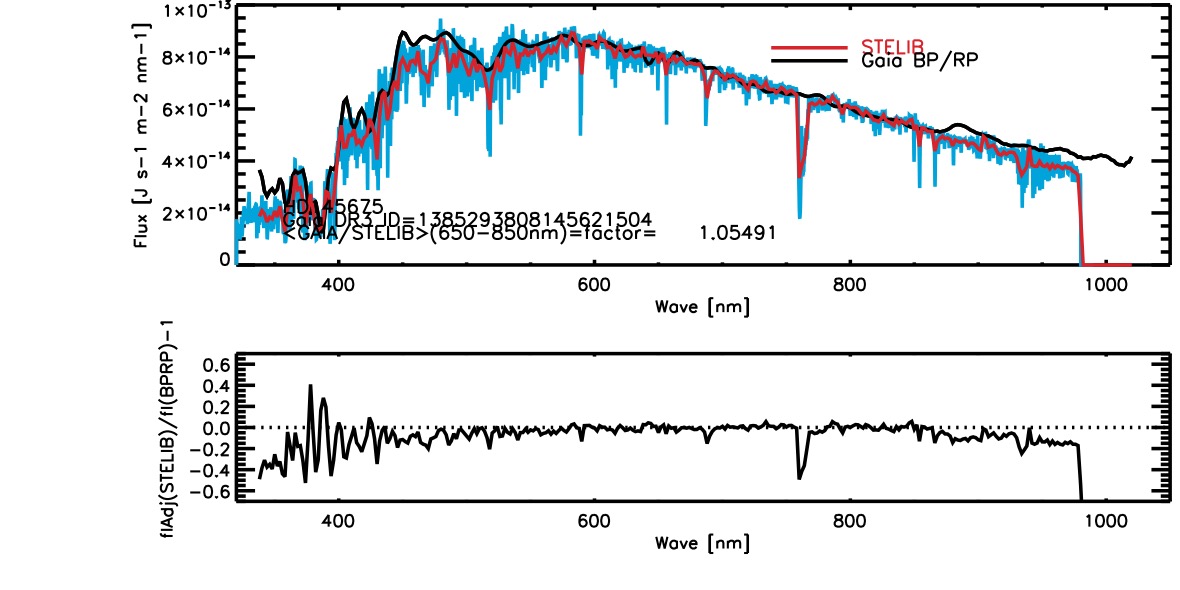 1×10−13
8×10−14
6×10−14
4×10−14
2×10−14
0
Flux [J s−1 m−2 nm−1]
STELIB
Gaia BP/RP
HD 45675
Gaia DR3 ID=1385293808145621504
<GAIA/STELIB>(650−850nm)=factor= 1.05491
400 600 800 1000
Wave [nm]
flAdj(STELIB)/fl(BPRP)−1
0.6
0.4
0.2
0.0
−0.2
−0.4
−0.6
400 600 800 1000
Wave [nm]